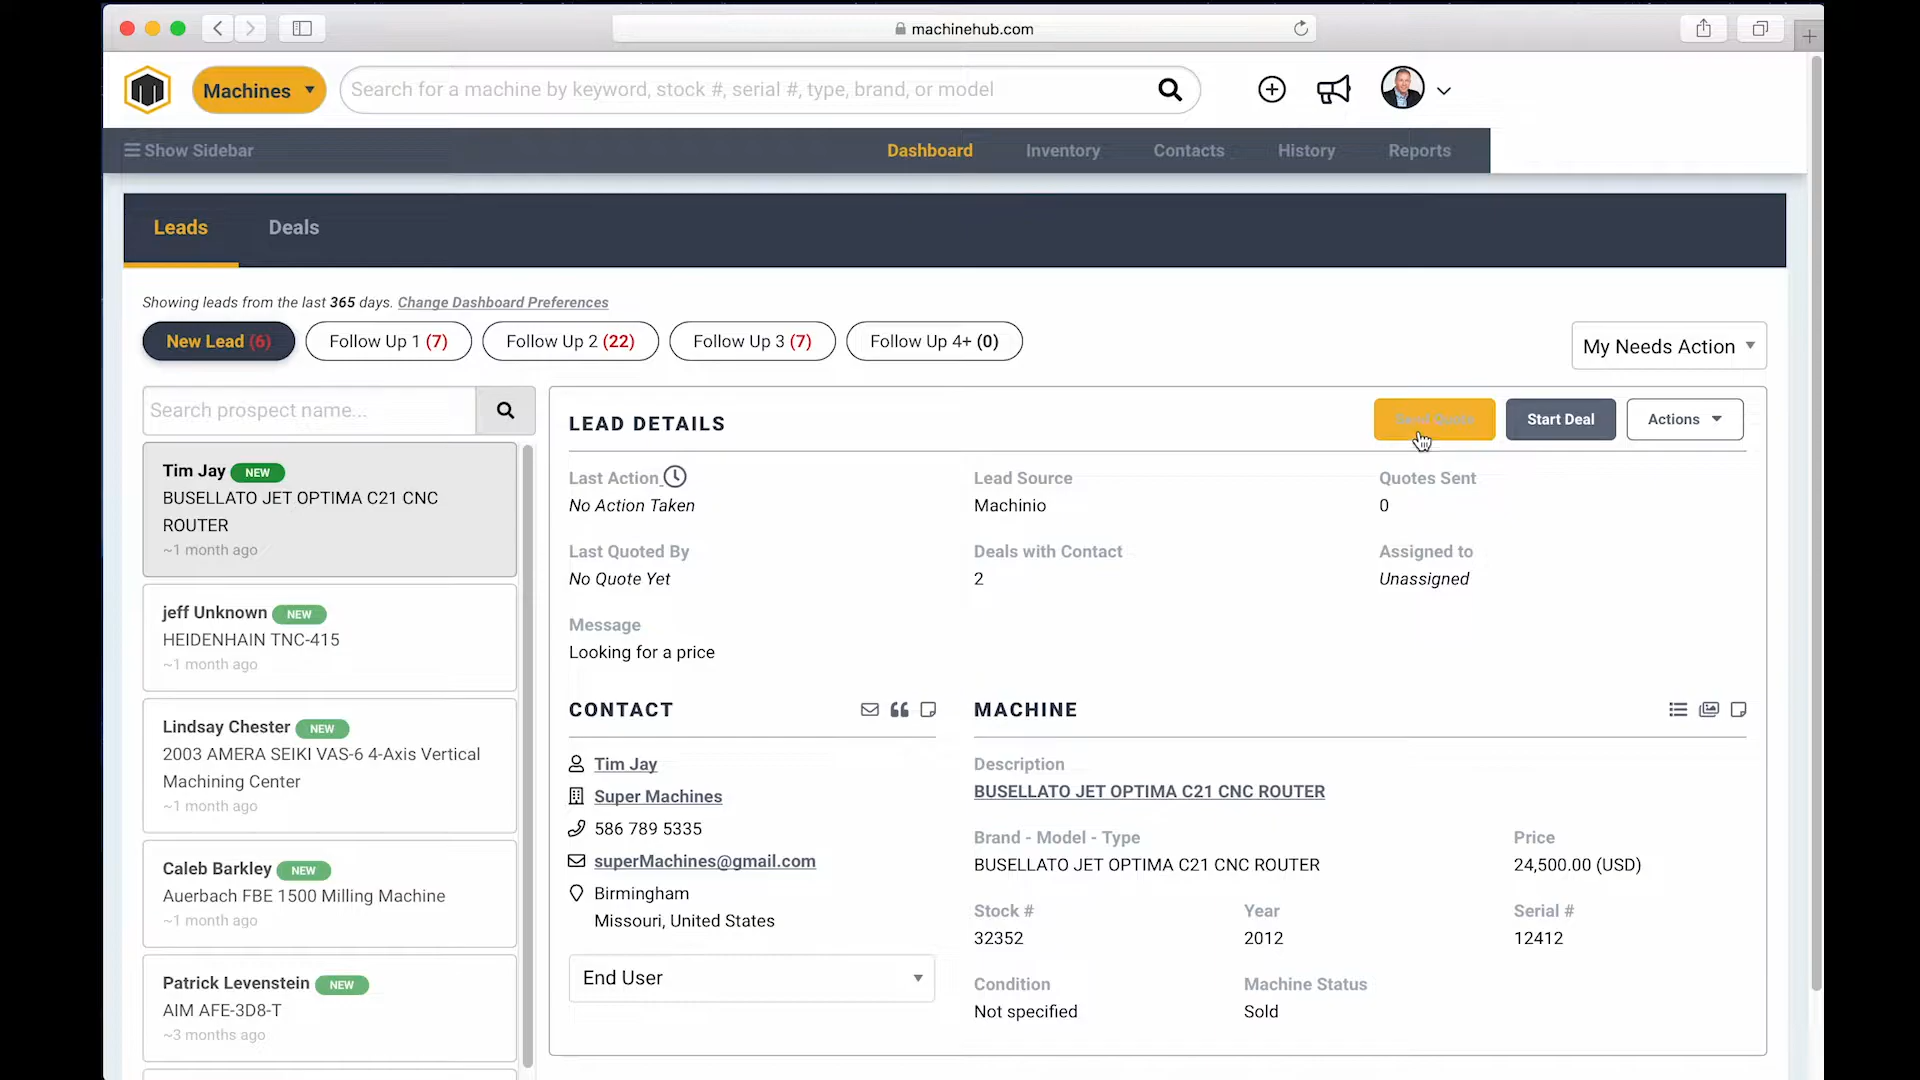 machinehub.com
Machines
Search for a machine by keyword, stock #, serial #, type, brand, or model
Show Sidebar
Dashboard
Inventory
Contacts
History
Reports
Leads
Deals
Showing leads from the last 365 days. Change Dashboard Preferences
New Lead (6)
Follow Up 1 (7)
Follow Up 2 (22)
Follow Up 3 (7)
Follow Up 4+ (0)
My Needs Action
Search prospect name...
Tim Jay NEW
BUSELLATO JET OPTIMA C21 CNC
ROUTER
~1 month ago
jeff Unknown NEW
HEIDENHAIN TNC-415
~1 month ago
Lindsay Chester NEW
2003 AMERA SEIKI VAS-6 4-Axis Vertical
Machining Center
~1 month ago
Caleb Barkley NEW
Auerbach FBE 1500 Milling Machine
~1 month ago
Patrick Levenstein NEW
AIM AFE-3D8-T
~3 months ago
LEAD DETAILS
Send Quote
Start Deal
Actions
Last Action
No Action Taken
Lead Source
Machinio
Quotes Sent
0
Last Quoted By
No Quote Yet
Deals with Contact
2
Assigned to
Unassigned
Message
Looking for a price
CONTACT
Tim Jay
Super Machines
586 789 5335
superMachines@gmail.com
Birmingham
Missouri, United States
End User
MACHINE
Description
BUSELLATO JET OPTIMA C21 CNC ROUTER
Brand - Model - Type
BUSELLATO JET OPTIMA C21 CNC ROUTER
Price
24,500.00 (USD)
Stock #
32352
Year
2012
Serial #
12412
Condition
Not specified
Machine Status
Sold